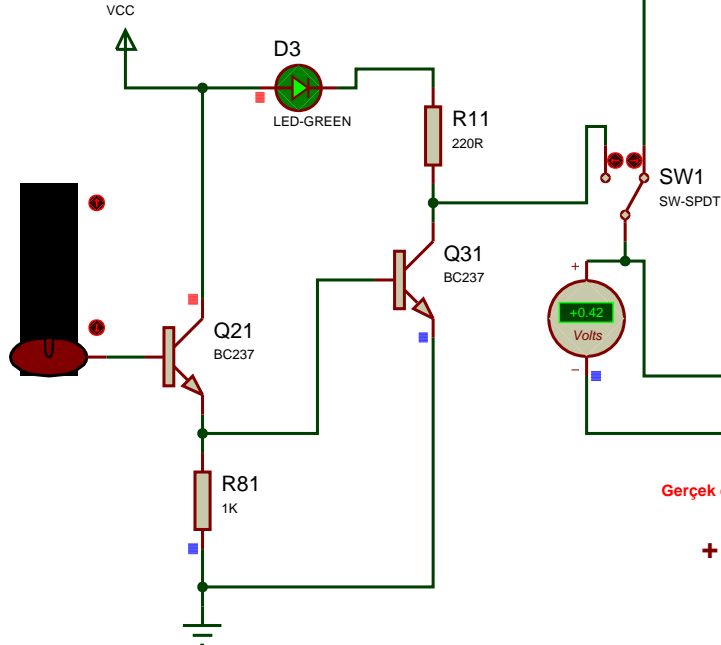 VCC
D3
LED-GREEN
R11
220R
SW1
SW-SPDT
Q31
BC237
+
+0.42
Volts
−
Q21
BC237
R81
1K
Gerçek
+